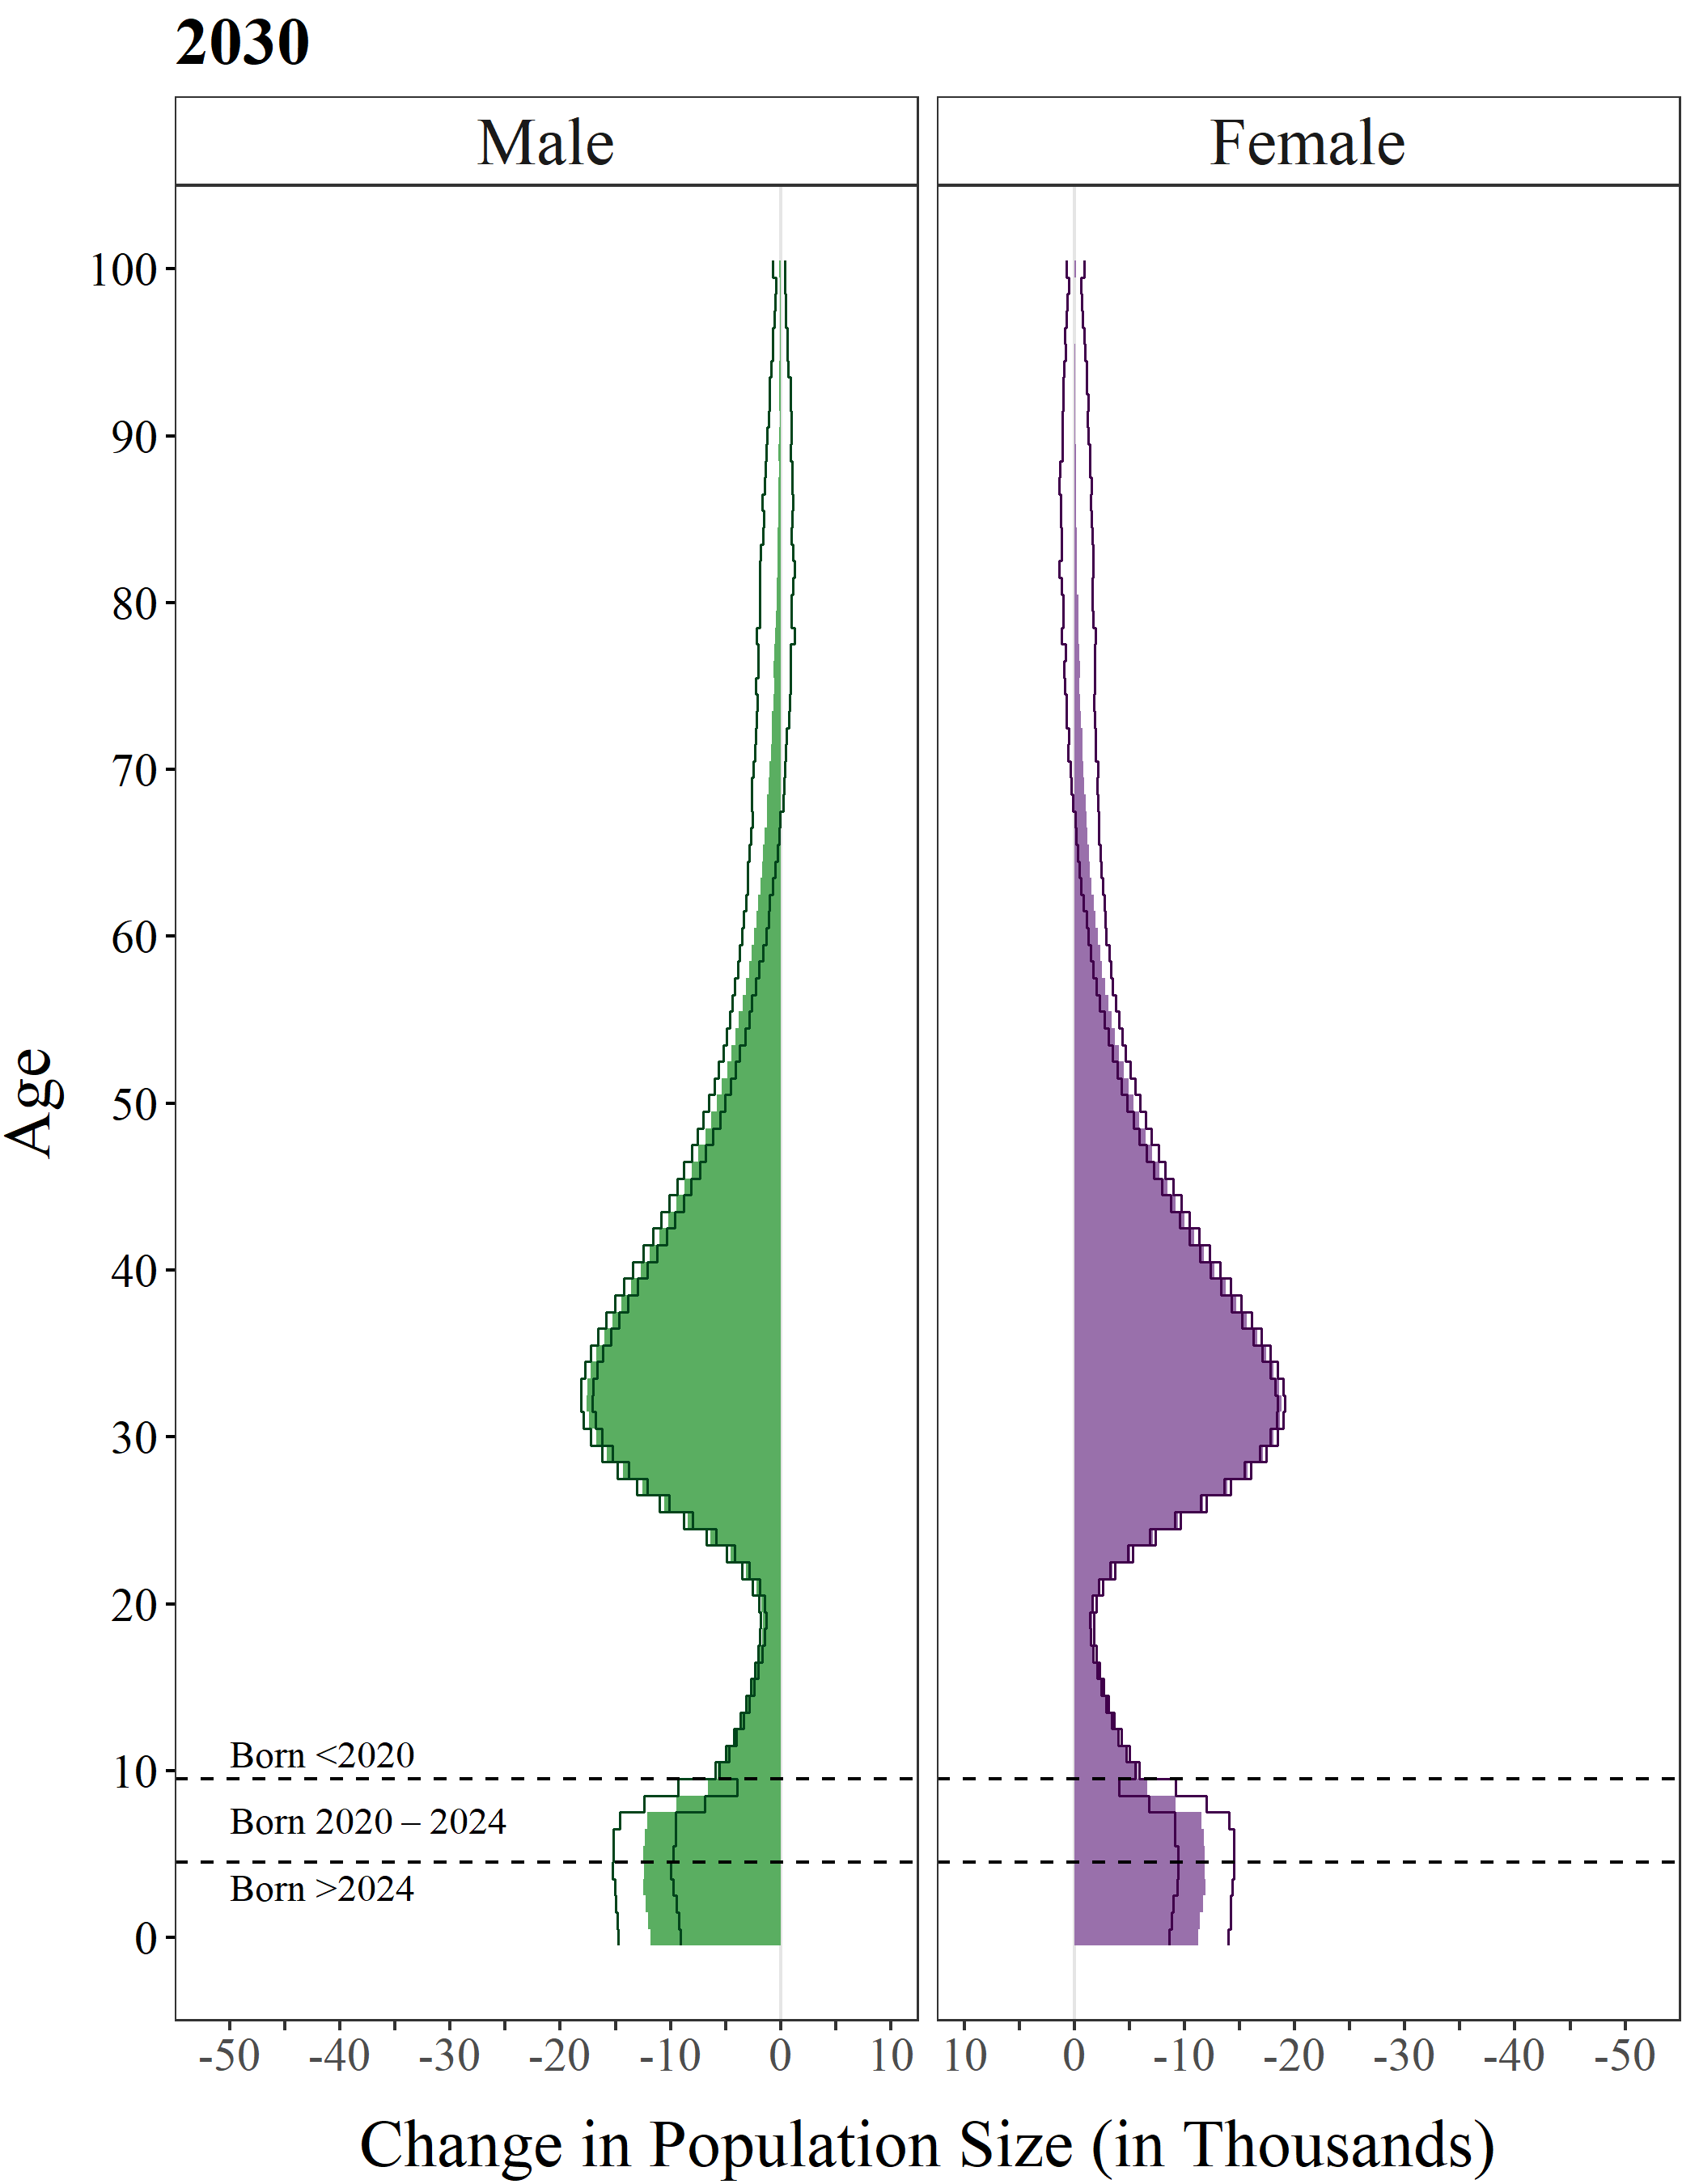 2030
Male Female
100
90
80
70
60
50
40
30
20
10
0
Age
Born <2020
Born 2020 – 2024
Born >2024
-50 -40 -30 -20 -10 0 10 10 0 -10 -20 -30 -40 -50
Change in Population Size (in Thousands)